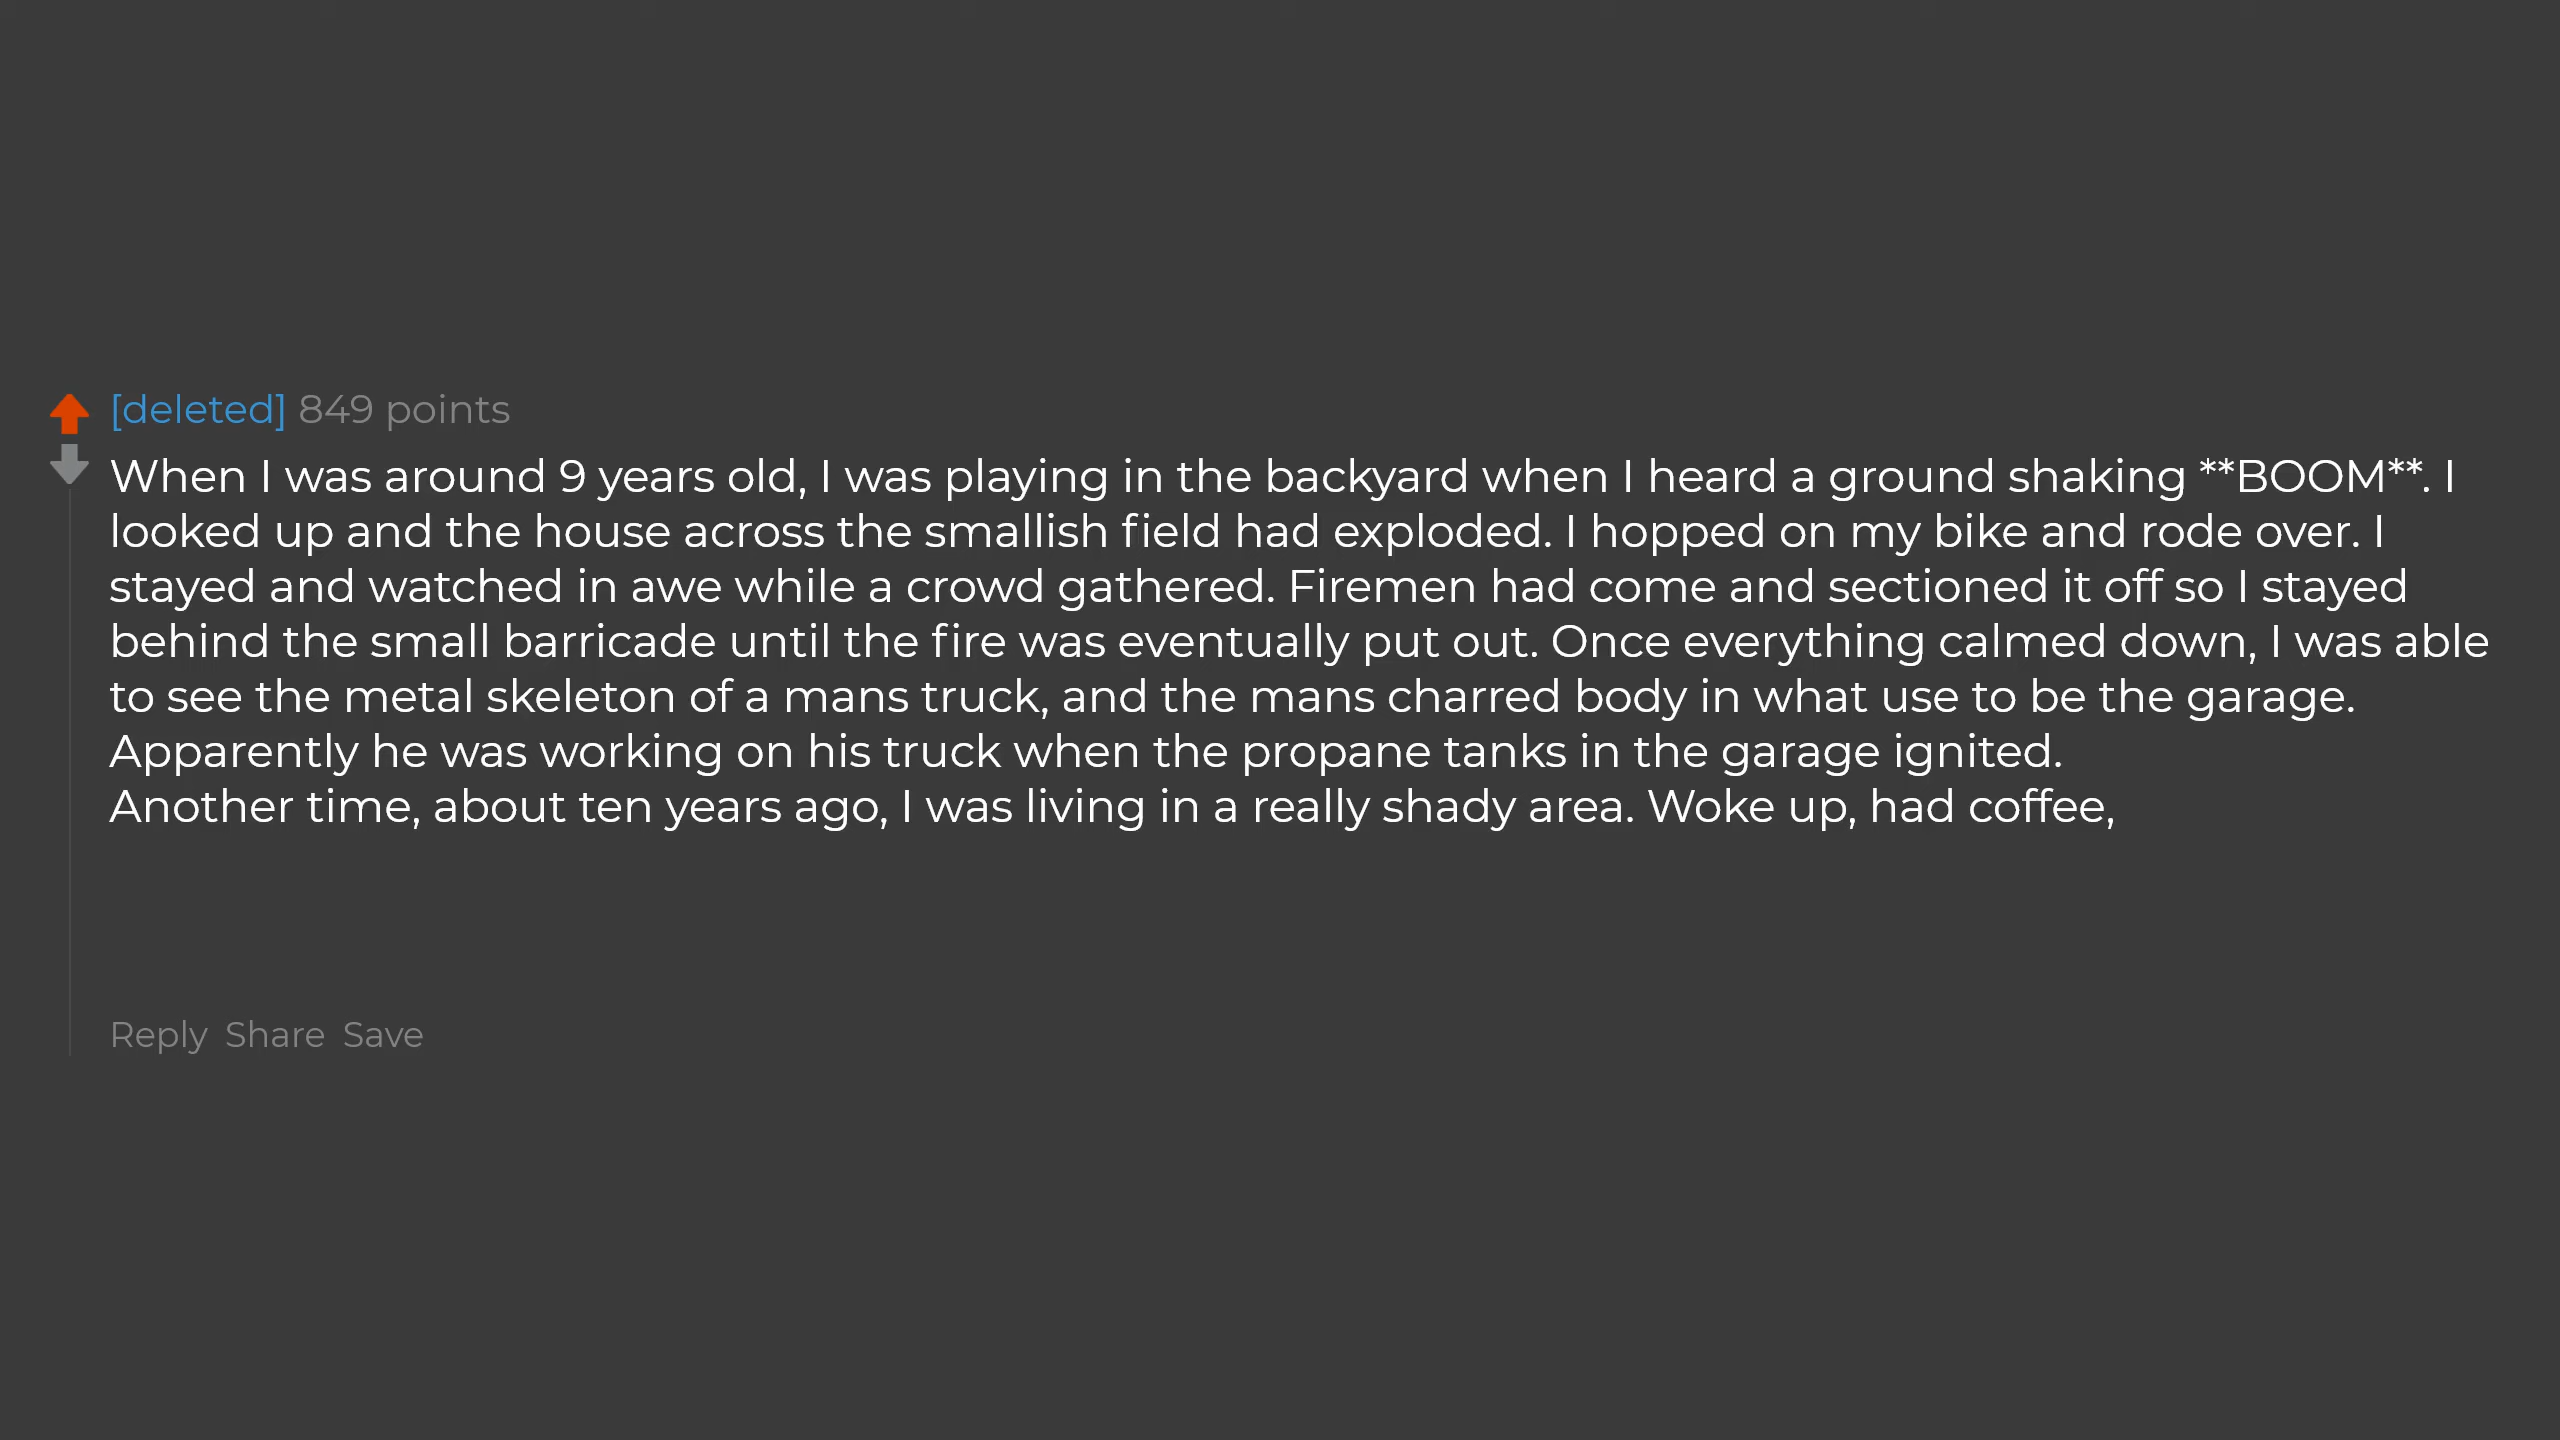 [deleted] 849 points
When I was around 9 years old, I was playing in the backyard when I heard a ground shaking **BOOM**. I
looked up and the house across the smallish field had exploded. I hopped on my bike and rode over. I
stayed and watched in awe while a crowd gathered. Firemen had come and sectioned it off so I stayed
behind the small barricade until the fire was eventually put out. Once everything calmed down, I was able
to see the metal skeleton of a mans truck, and the mans charred body in what use to be the garage.
Apparently he was working on his truck when the propane tanks in the garage ignited.
Another time, about ten years ago, I was living in a really shady area. Woke up, had coffee,
Reply Share Save